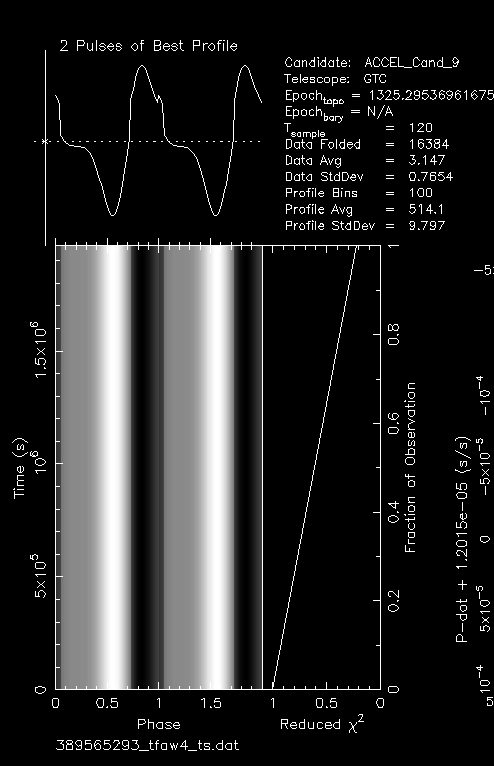 2 Pulses of Best Profile
Candidate: ACCEL_Cand_9
Telescope: GTC
Epoch_topo = 1325.29536961675
Epoch_bary = N/A
T_sample = 120
Data Folded = 16384
Data Avg = 3.147
Data StdDev = 0.7654
Profile Bins = 100
Profile Avg = 514.1
Profile StdDev = 9.797
Time (s)
0 5×10^5 10^6 1.5×10^6
0 0.5 1 1.5
Phase
1 0.5 0
Reduced χ²
0 0.2 0.4 0.6 0.8 1
Fraction of Observation
P-dot + 1.2015e-05 (s/s)
5×10^-5 0 −5×10^-5 −10^-4
389565293_tfaw4_ts.dat